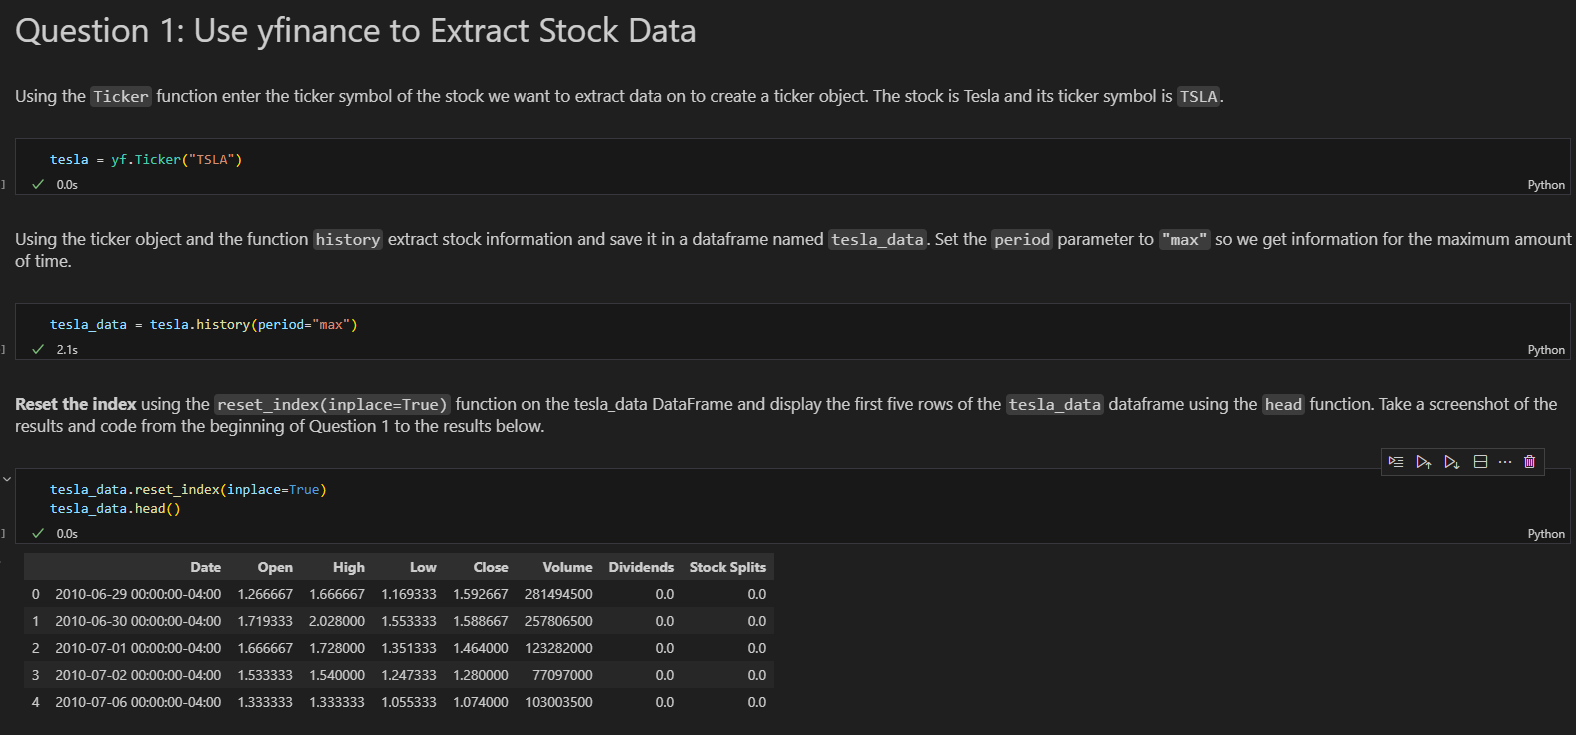 Question 1: Use yfinance to Extract Stock Data
Using the Ticker function enter the ticker symbol of the stock we want to extract data on to create a ticker object. The stock is Tesla and its ticker symbol is TSLA.
tesla = yf.Ticker("TSLA")
] ✓ 0.0s Python
Using the ticker object and the function history extract stock information and save it in a dataframe named tesla_data. Set the period parameter to "max" so we get information for the maximum amount
of time.
tesla_data = tesla.history(period="max")
] ✓ 2.1s Python
Reset the index using the reset_index(inplace=True) function on the tesla_data DataFrame and display the first five rows of the tesla_data dataframe using the head function. Take a screenshot of the
results and code from the beginning of Question 1 to the results below.
tesla_data.reset_index(inplace=True)
tesla_data.head()
] ✓ 0.0s Python
Date Open High Low Close Volume Dividends Stock Splits
0 2010-06-29 00:00:00-04:00 1.266667 1.666667 1.169333 1.592667 281494500 0.0 0.0
1 2010-06-30 00:00:00-04:00 1.719333 2.028000 1.553333 1.588667 257806500 0.0 0.0
2 2010-07-01 00:00:00-04:00 1.666667 1.728000 1.351333 1.464000 123282000 0.0 0.0
3 2010-07-02 00:00:00-04:00 1.533333 1.540000 1.247333 1.280000 77097000 0.0 0.0
4 2010-07-06 00:00:00-04:00 1.333333 1.333333 1.055333 1.074000 103003500 0.0 0.0